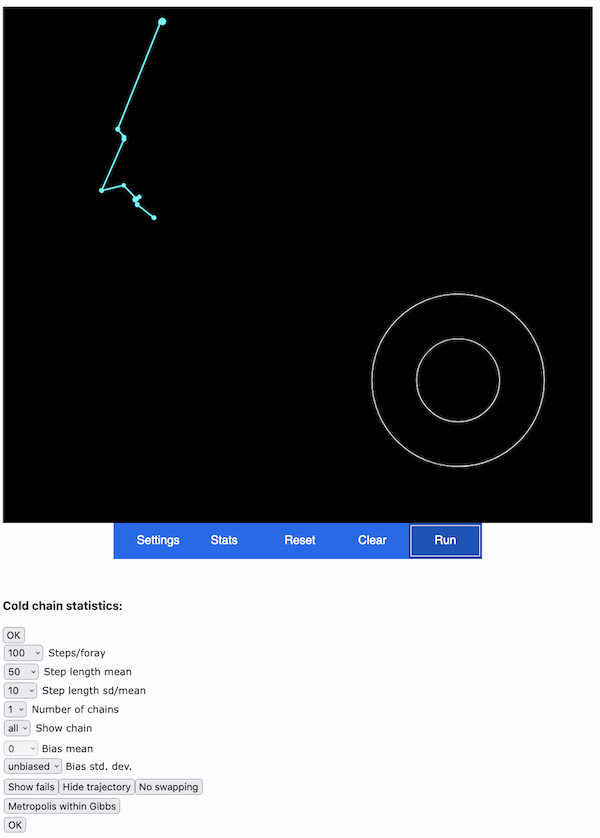 Settings Stats Reset Clear Run
Cold chain statistics:
OK
100 Steps/foray
50 Step length mean
10 Step length sd/mean
1 Number of chains
all Show chain
0 Bias mean
unbiased Bias std. dev.
Show fails Hide trajectory No swapping
Metropolis within Gibbs
OK